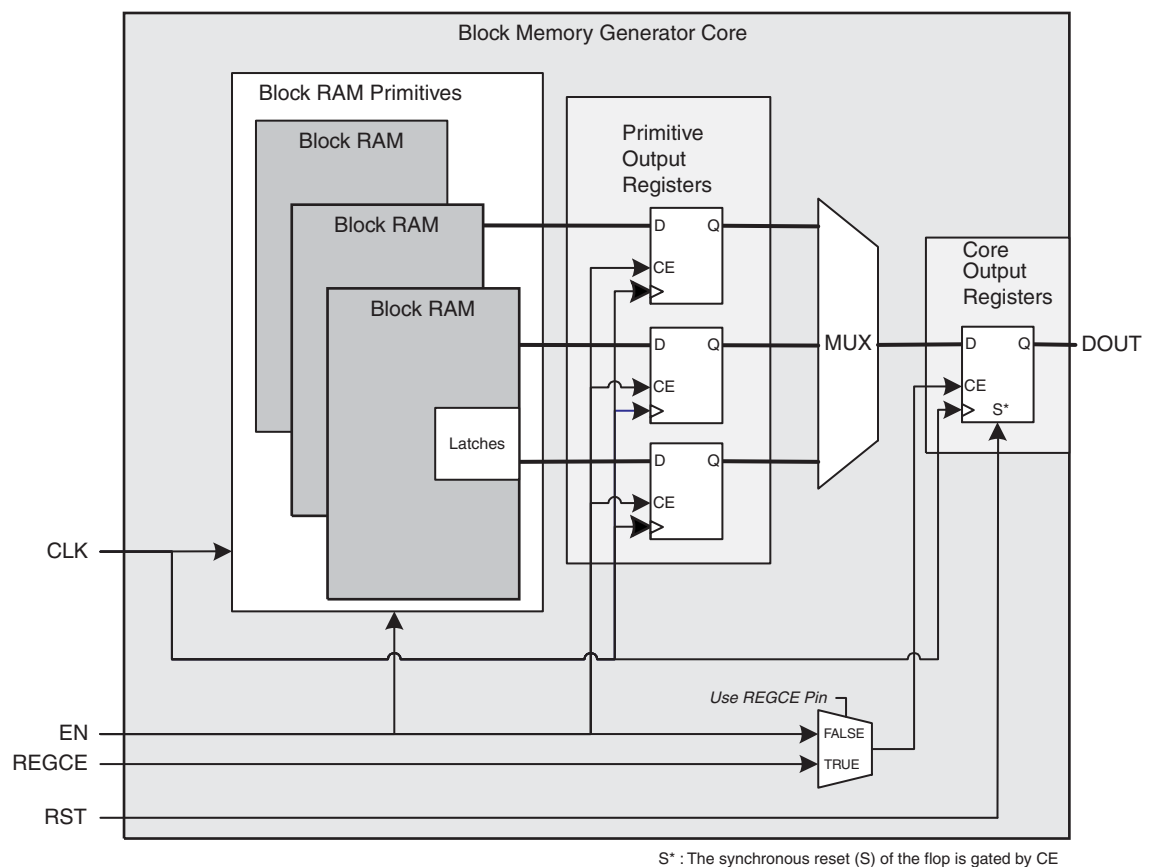 Block Memory Generator Core
Block RAM Primitives
Block RAM
Block RAM
Block RAM
Latches
Primitive
Output
Registers
D Q
CE
D Q
CE
D Q
CE
MUX
Core
Output
Registers
D Q
CE
S*
DOUT
CLK
EN
REGCE
RST
Use REGCE Pin
FALSE
TRUE
S* : The synchronous reset (S) of the flop is gated by CE